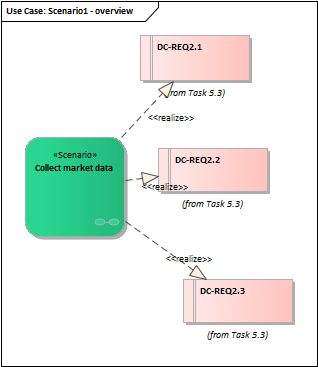 Use Case: Scenario1 - overview
DC-REQ2.1
(from Task 5.3)
<<realize>>
«Scenario»
Collect market data
DC-REQ2.2
<<realize>>
(from Task 5.3)
<<realize>>
DC-REQ2.3
(from Task 5.3)